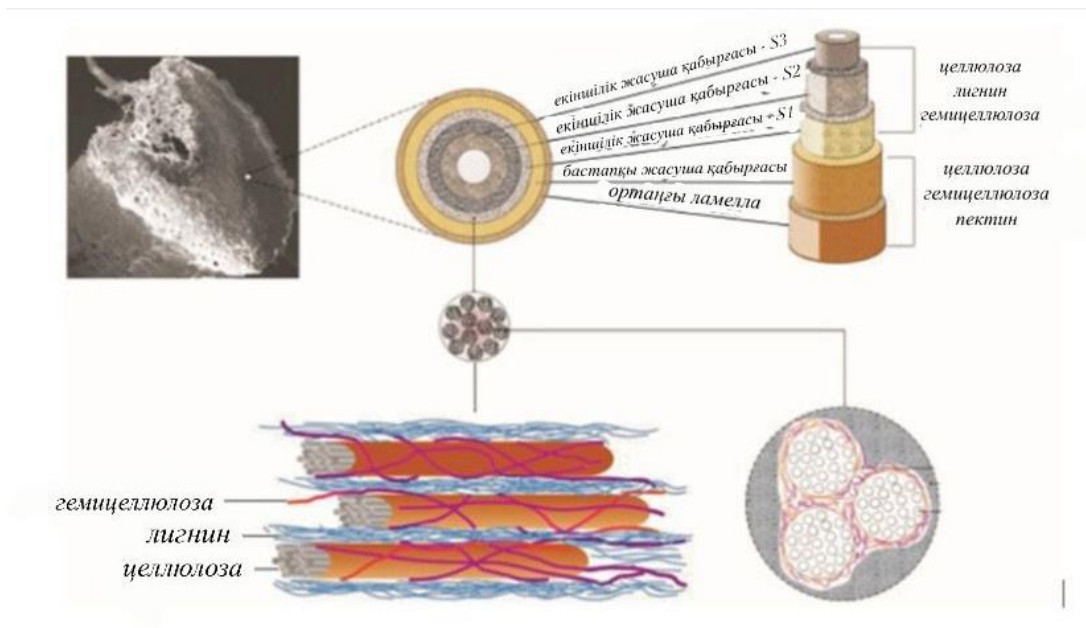 екіншілік жасуша қабырғасы - S3
екіншілік жасуша қабырғасы - S2
екіншілік жасуша қабырғасы - S1
бастапқы жасуша қабырғасы
ортаңғы ламелла
целлюлоза
лигнин
гемицеллюлоза
целлюлоза
гемицеллюлоза
пектин
гемицеллюлоза
лигнин
целлюлоза